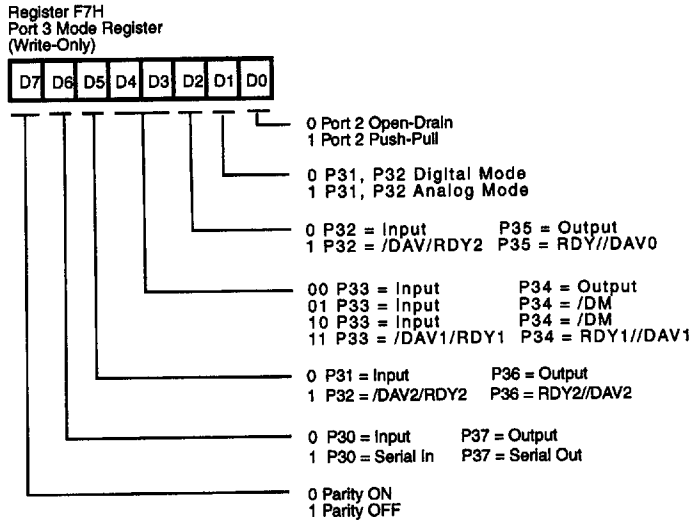 Register F7H
Port 3 Mode Register
(Write-Only)
D7 D6 D5 D4 D3 D2 D1 D0
0 Port 2 Open-Drain
1 Port 2 Push-Pull
0 P31, P32 Digital Mode
1 P31, P32 Analog Mode
0 P32 = Input P35 = Output
1 P32 = /DAV/RDY2 P35 = RDY//DAV0
00 P33 = Input P34 = Output
01 P33 = Input P34 = /DM
10 P33 = Input P34 = /DM
11 P33 = /DAV1/RDY1 P34 = RDY1//DAV1
0 P31 = Input P36 = Output
1 P32 = /DAV2/RDY2 P36 = RDY2//DAV2
0 P30 = Input P37 = Output
1 P30 = Serial In P37 = Serial Out
0 Parity ON
1 Parity OFF